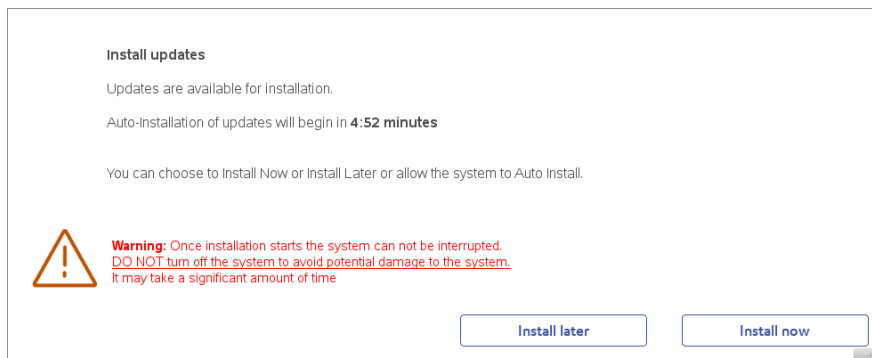 Install updates
Updates are available for installation.
Auto-Installation of updates will begin in 4:52 minutes
You can choose to Install Now or Install Later or allow the system to Auto Install.
Warning: Once installation starts the system can not be interrupted.
DO NOT turn off the system to avoid potential damage to the system.
It may take a significant amount of time
Install later Install now